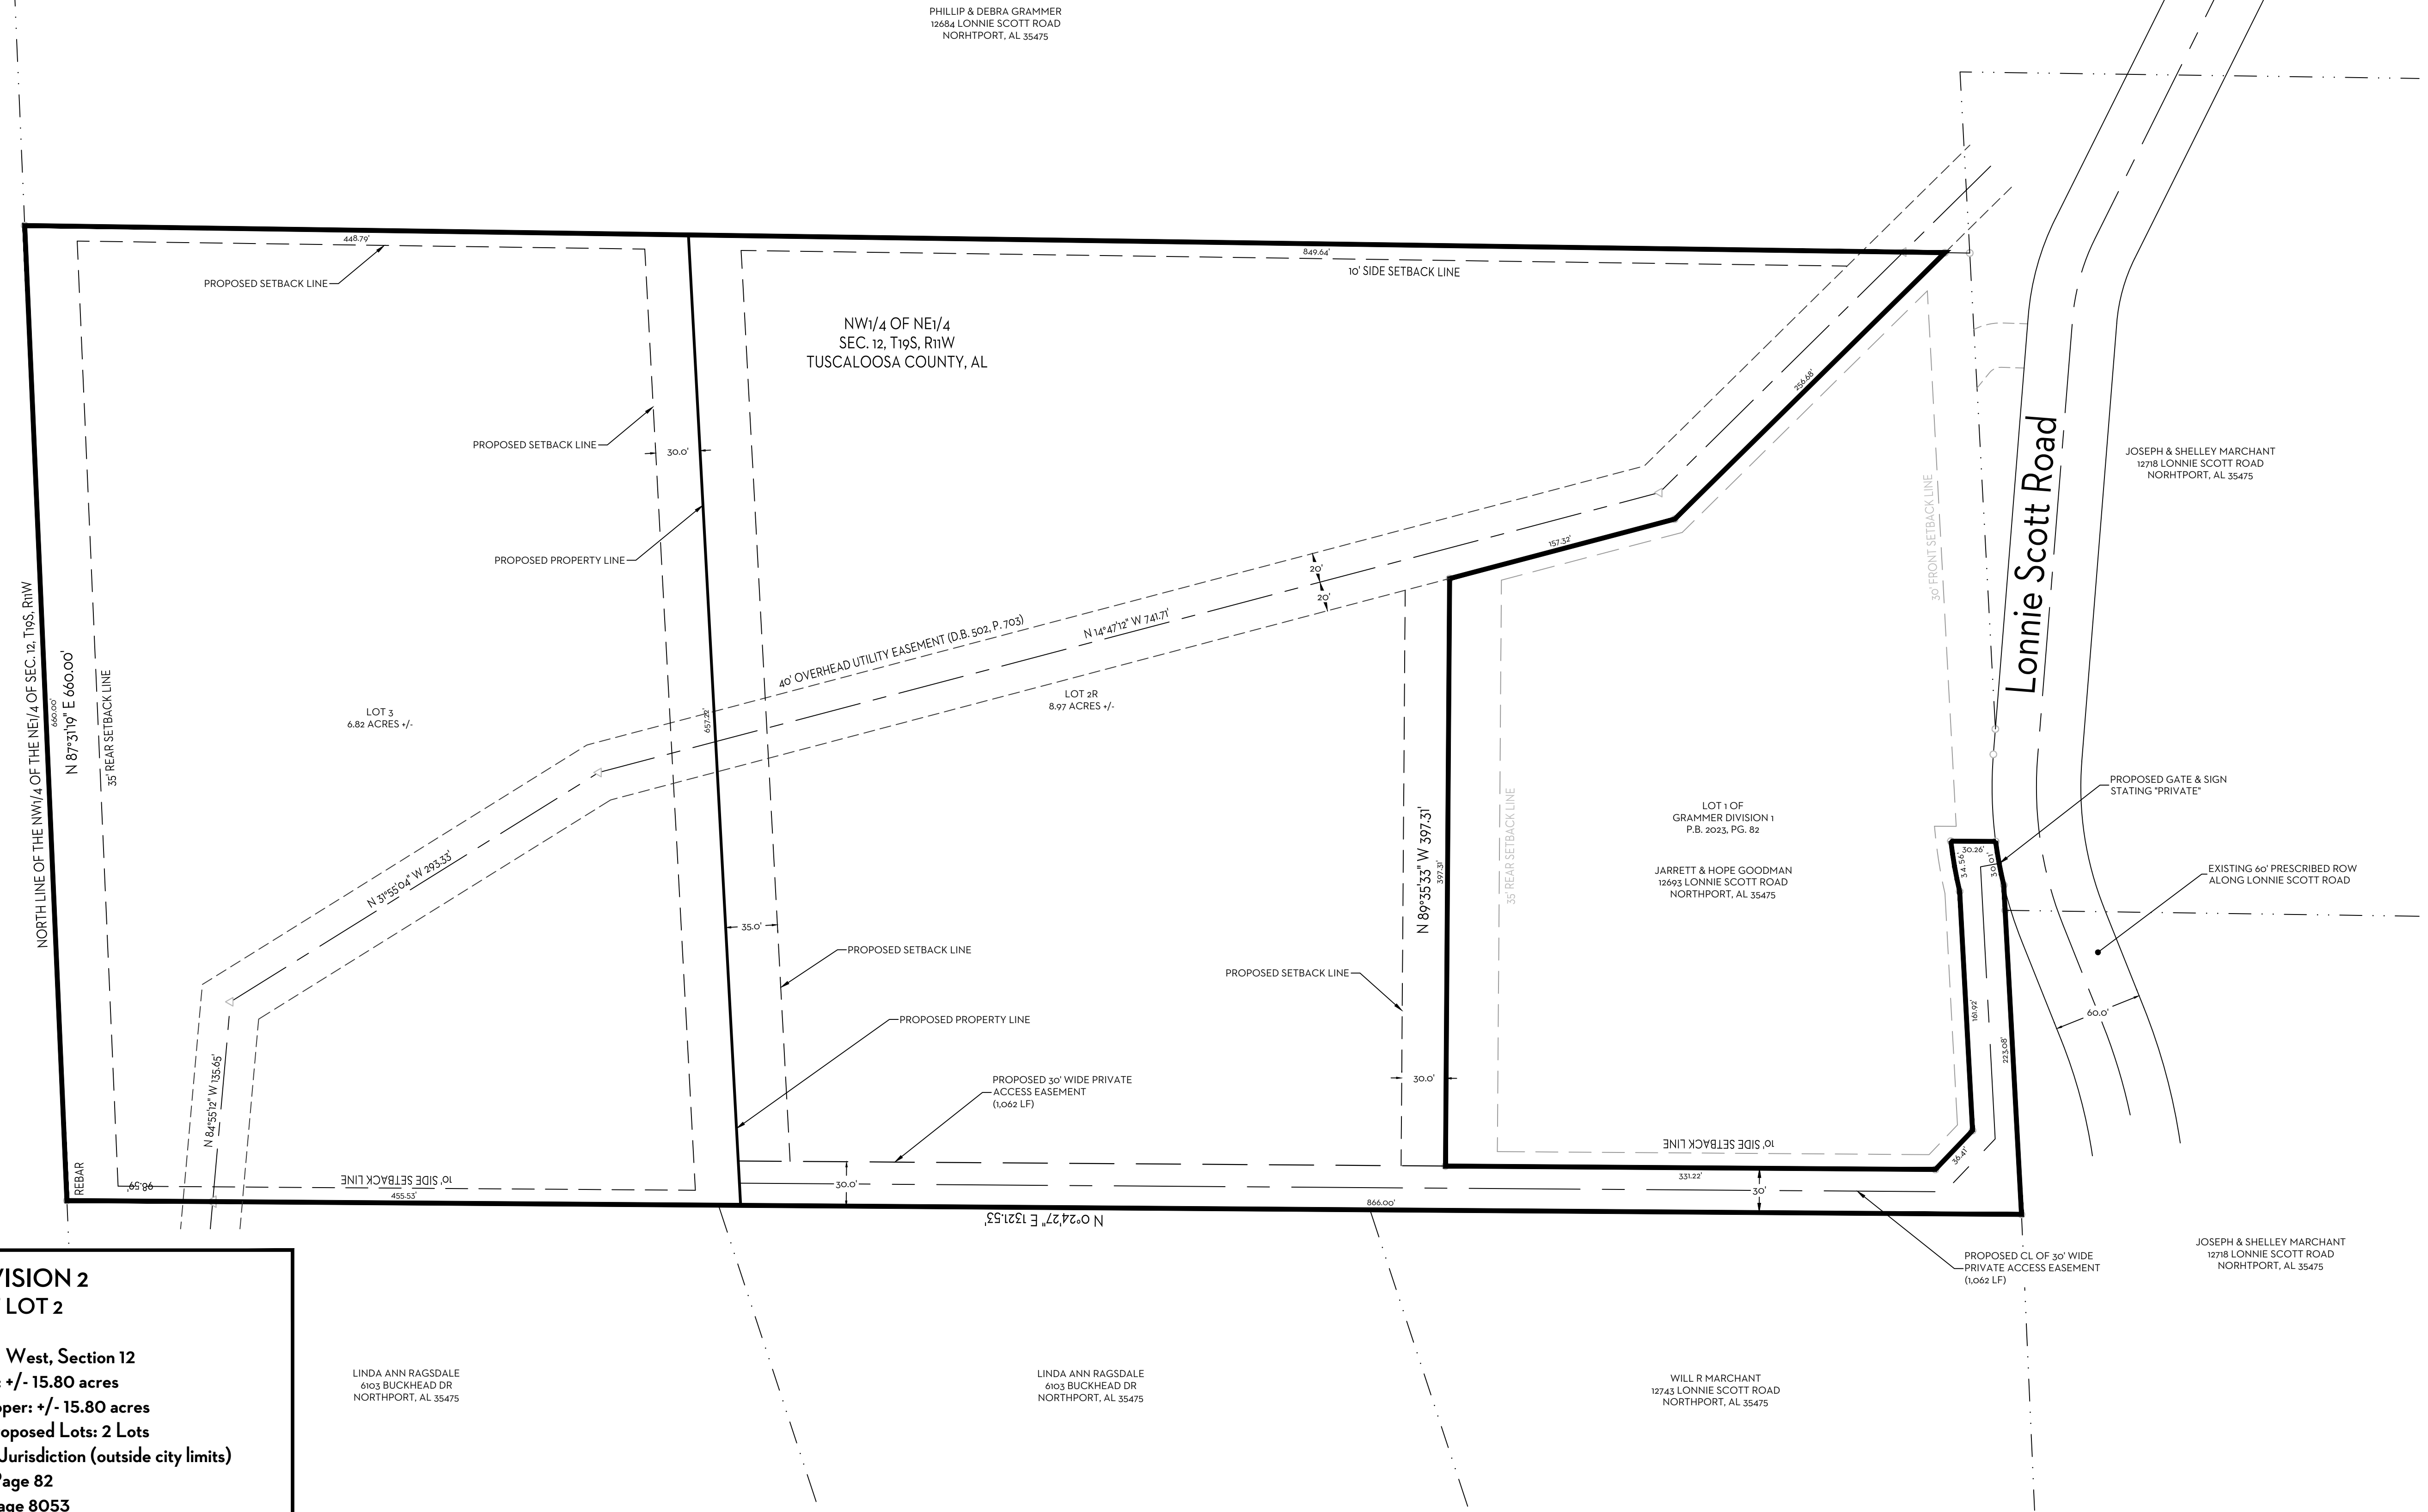 PHILLIP & DEBRA GRAMMER
12684 LONNIE SCOTT ROAD
NORHTPORT, AL 35475
448.79'
849.64'
10' SIDE SETBACK LINE
PROPOSED SETBACK LINE
NW1/4 OF NE1/4
SEC. 12, T19S, R11W
TUSCALOOSA COUNTY, AL
256.68'
PROPOSED SETBACK LINE
30.0'
Lonnie Scott Road
JOSEPH & SHELLEY MARCHANT
12718 LONNIE SCOTT ROAD
NORHTPORT, AL 35475
30' FRONT SETBACK LINE
PROPOSED PROPERTY LINE
157.32'
20'
20'
NORTH LINE OF THE NW1/4 OF THE NE1/4 OF SEC. 12, T19S, R11W
660.00'
N 87°31'19" E 660.00'
35' REAR SETBACK LINE
LOT 3
6.82 ACRES +/-
657.22'
40' OVERHEAD UTILITY EASEMENT (D.B. 502, P. 703)
N 14°47'12" W 741.71'
LOT 2R
8.97 ACRES +/-
N 89°35'33" W 397.31'
397.31'
35' REAR SETBACK LINE
LOT 1 OF
GRAMMER DIVISION 1
P.B. 2023, PG. 82
JARRETT & HOPE GOODMAN
12693 LONNIE SCOTT ROAD
NORTHPORT, AL 35475
PROPOSED GATE & SIGN
STATING "PRIVATE"
30.26'
34.56'
30.01'
EXISTING 60' PRESCRIBED ROW
ALONG LONNIE SCOTT ROAD
N 31°55'04" W 293.33'
35.0'
PROPOSED SETBACK LINE
PROPOSED SETBACK LINE
161.92'
60.0'
223.08'
PROPOSED PROPERTY LINE
N 84°55'12" W 135.65'
PROPOSED 30' WIDE PRIVATE
ACCESS EASEMENT
(1,062 LF)
30.0'
10' SIDE SETBACK LINE
36.41'
REBAR
98.59'
10' SIDE SETBACK LINE
455.53'
30.0'
331.22'
30'
866.00'
N 0°24'27" E 1321.53'
PROPOSED CL OF 30' WIDE
PRIVATE ACCESS EASEMENT
(1,062 LF)
JOSEPH & SHELLEY MARCHANT
12718 LONNIE SCOTT ROAD
NORHTPORT, AL 35475
VISION 2
LOT 2
West, Section 12
: +/- 15.80 acres
oper: +/- 15.80 acres
oposed Lots: 2 Lots
Jurisdiction (outside city limits)
Page 82
age 8053
LINDA ANN RAGSDALE
6103 BUCKHEAD DR
NORTHPORT, AL 35475
LINDA ANN RAGSDALE
6103 BUCKHEAD DR
NORTHPORT, AL 35475
WILL R MARCHANT
12743 LONNIE SCOTT ROAD
NORTHPORT, AL 35475